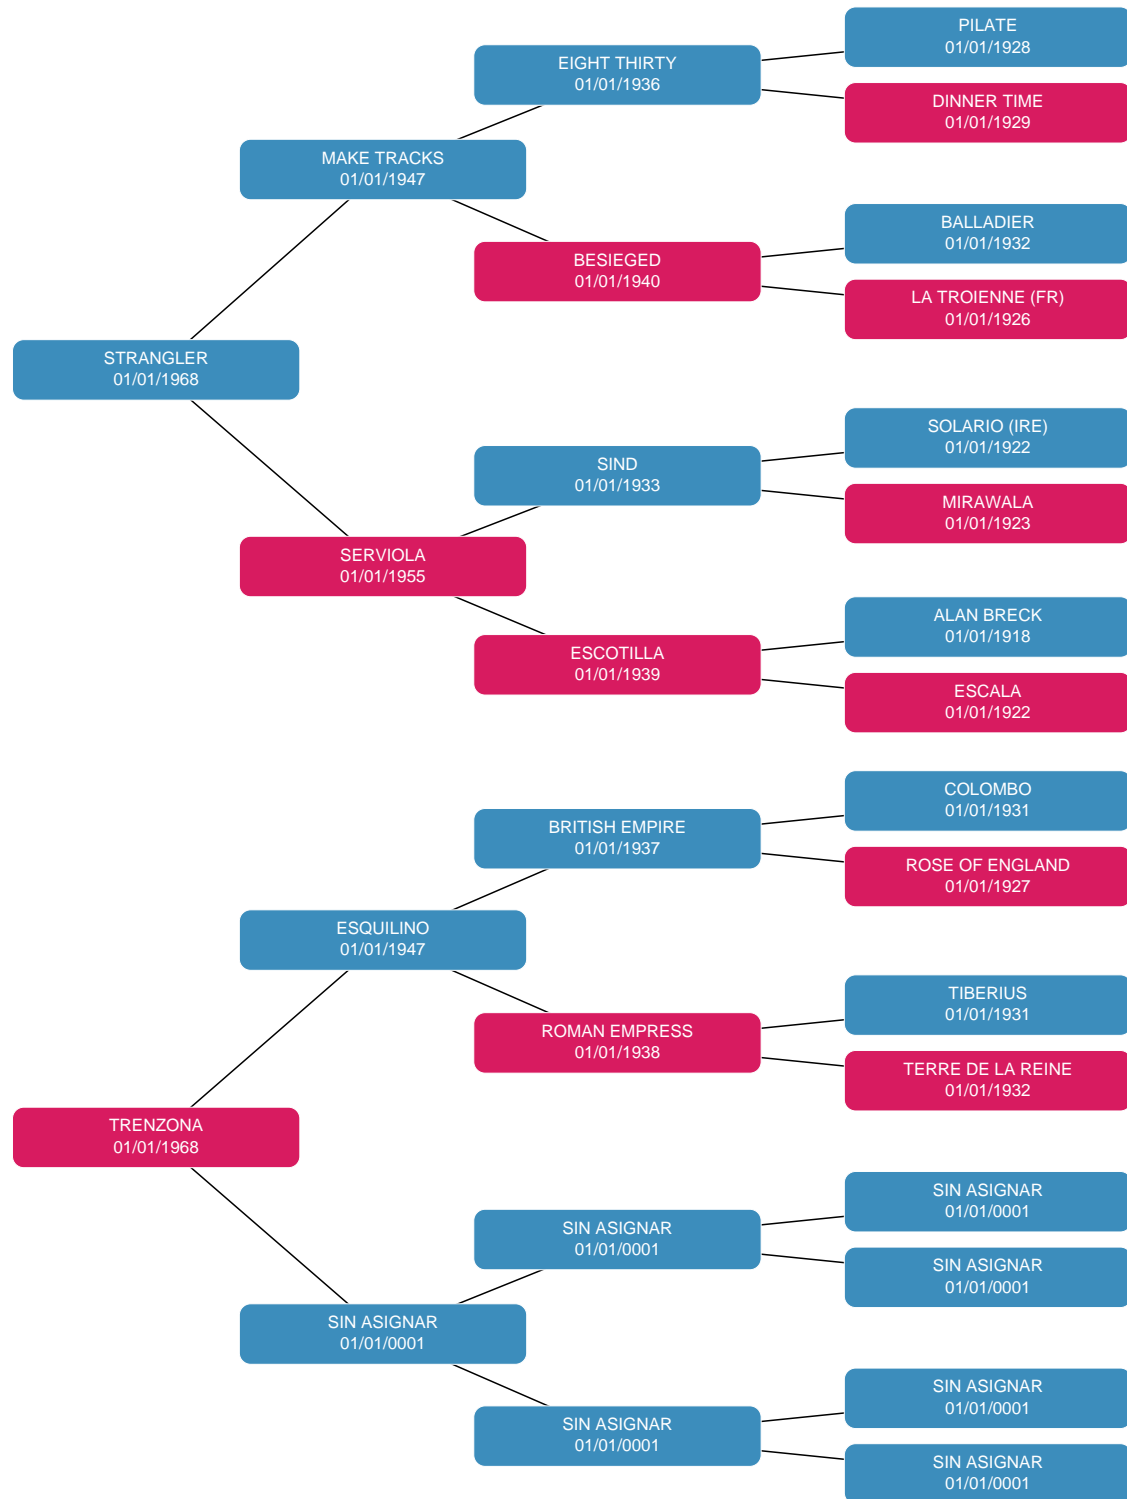 PILATE
01/01/1928
EIGHT THIRTY
01/01/1936
DINNER TIME
01/01/1929
MAKE TRACKS
01/01/1947
BALLADIER
01/01/1932
BESIEGED
01/01/1940
LA TROIENNE (FR)
01/01/1926
STRANGLER
01/01/1968
SOLARIO (IRE)
01/01/1922
SIND
01/01/1933
MIRAWALA
01/01/1923
SERVIOLA
01/01/1955
ALAN BRECK
01/01/1918
ESCOTILLA
01/01/1939
ESCALA
01/01/1922
COLOMBO
01/01/1931
BRITISH EMPIRE
01/01/1937
ROSE OF ENGLAND
01/01/1927
ESQUILINO
01/01/1947
TIBERIUS
01/01/1931
ROMAN EMPRESS
01/01/1938
TERRE DE LA REINE
01/01/1932
TRENZONA
01/01/1968
SIN ASIGNAR
01/01/0001
SIN ASIGNAR
01/01/0001
SIN ASIGNAR
01/01/0001
SIN ASIGNAR
01/01/0001
SIN ASIGNAR
01/01/0001
SIN ASIGNAR
01/01/0001
SIN ASIGNAR
01/01/0001